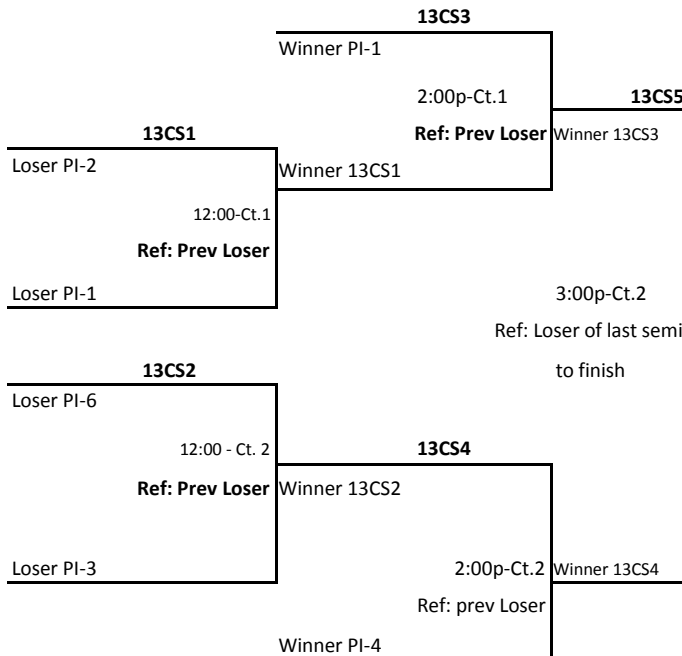 13CS3
Winner PI-1
2:00p-Ct.1
13CS5
13CS1
Ref: Prev Loser
Winner 13CS3
Loser PI-2
Winner 13CS1
12:00-Ct.1
Ref: Prev Loser
Loser PI-1
3:00p-Ct.2
Ref: Loser of last semi
13CS2
to finish
Loser PI-6
12:00 - Ct. 2
13CS4
Ref: Prev Loser
Winner 13CS2
Loser PI-3
2:00p-Ct.2
Winner 13CS4
Ref: prev Loser
Winner PI-4